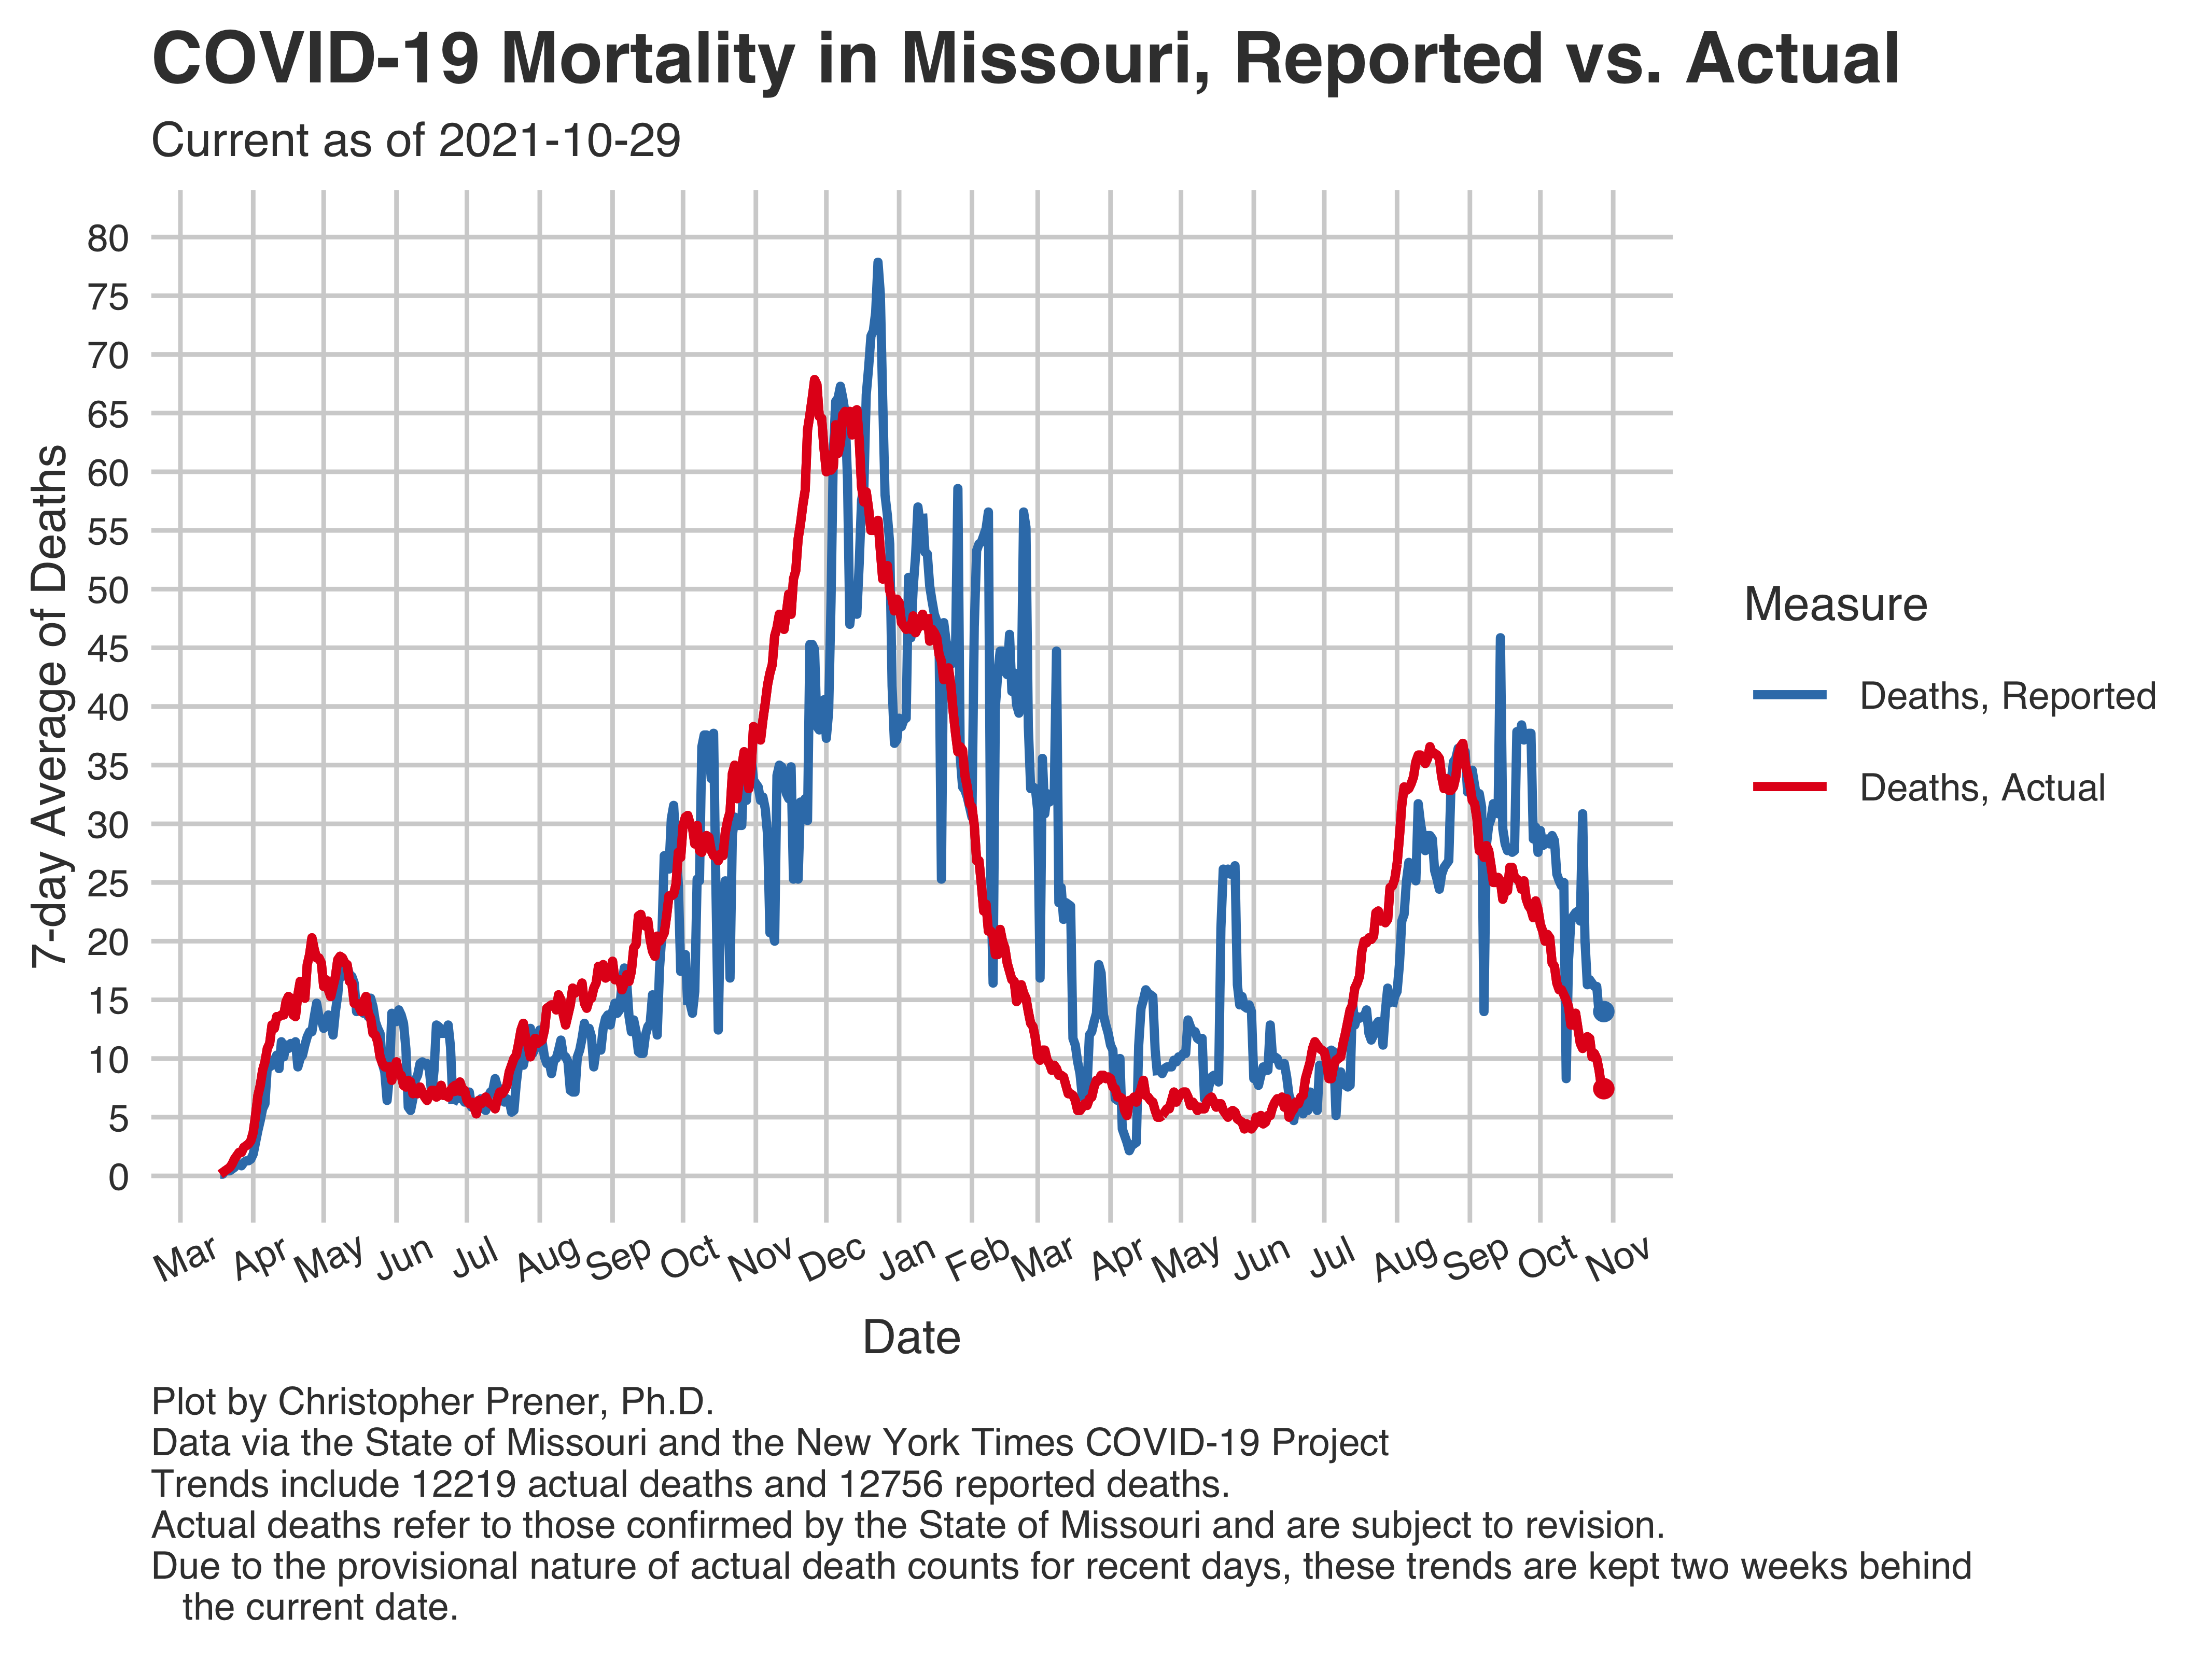 COVID-19 Mortality in Missouri, Reported vs. Actual
Current as of 2021-10-29
80
75
70
65
60
55
50
45
40
35
30
25
20
15
10
5
0
7-day Average of Deaths
Mar Apr May Jun Jul Aug Sep Oct Nov Dec Jan Feb Mar Apr May Jun Jul Aug Sep Oct Nov
Date
Measure
Deaths, Reported
Deaths, Actual
Plot by Christopher Prener, Ph.D.
Data via the State of Missouri and the New York Times COVID-19 Project
Trends include 12219 actual deaths and 12756 reported deaths.
Actual deaths refer to those confirmed by the State of Missouri and are subject to revision.
Due to the provisional nature of actual death counts for recent days, these trends are kept two weeks behind
the current date.